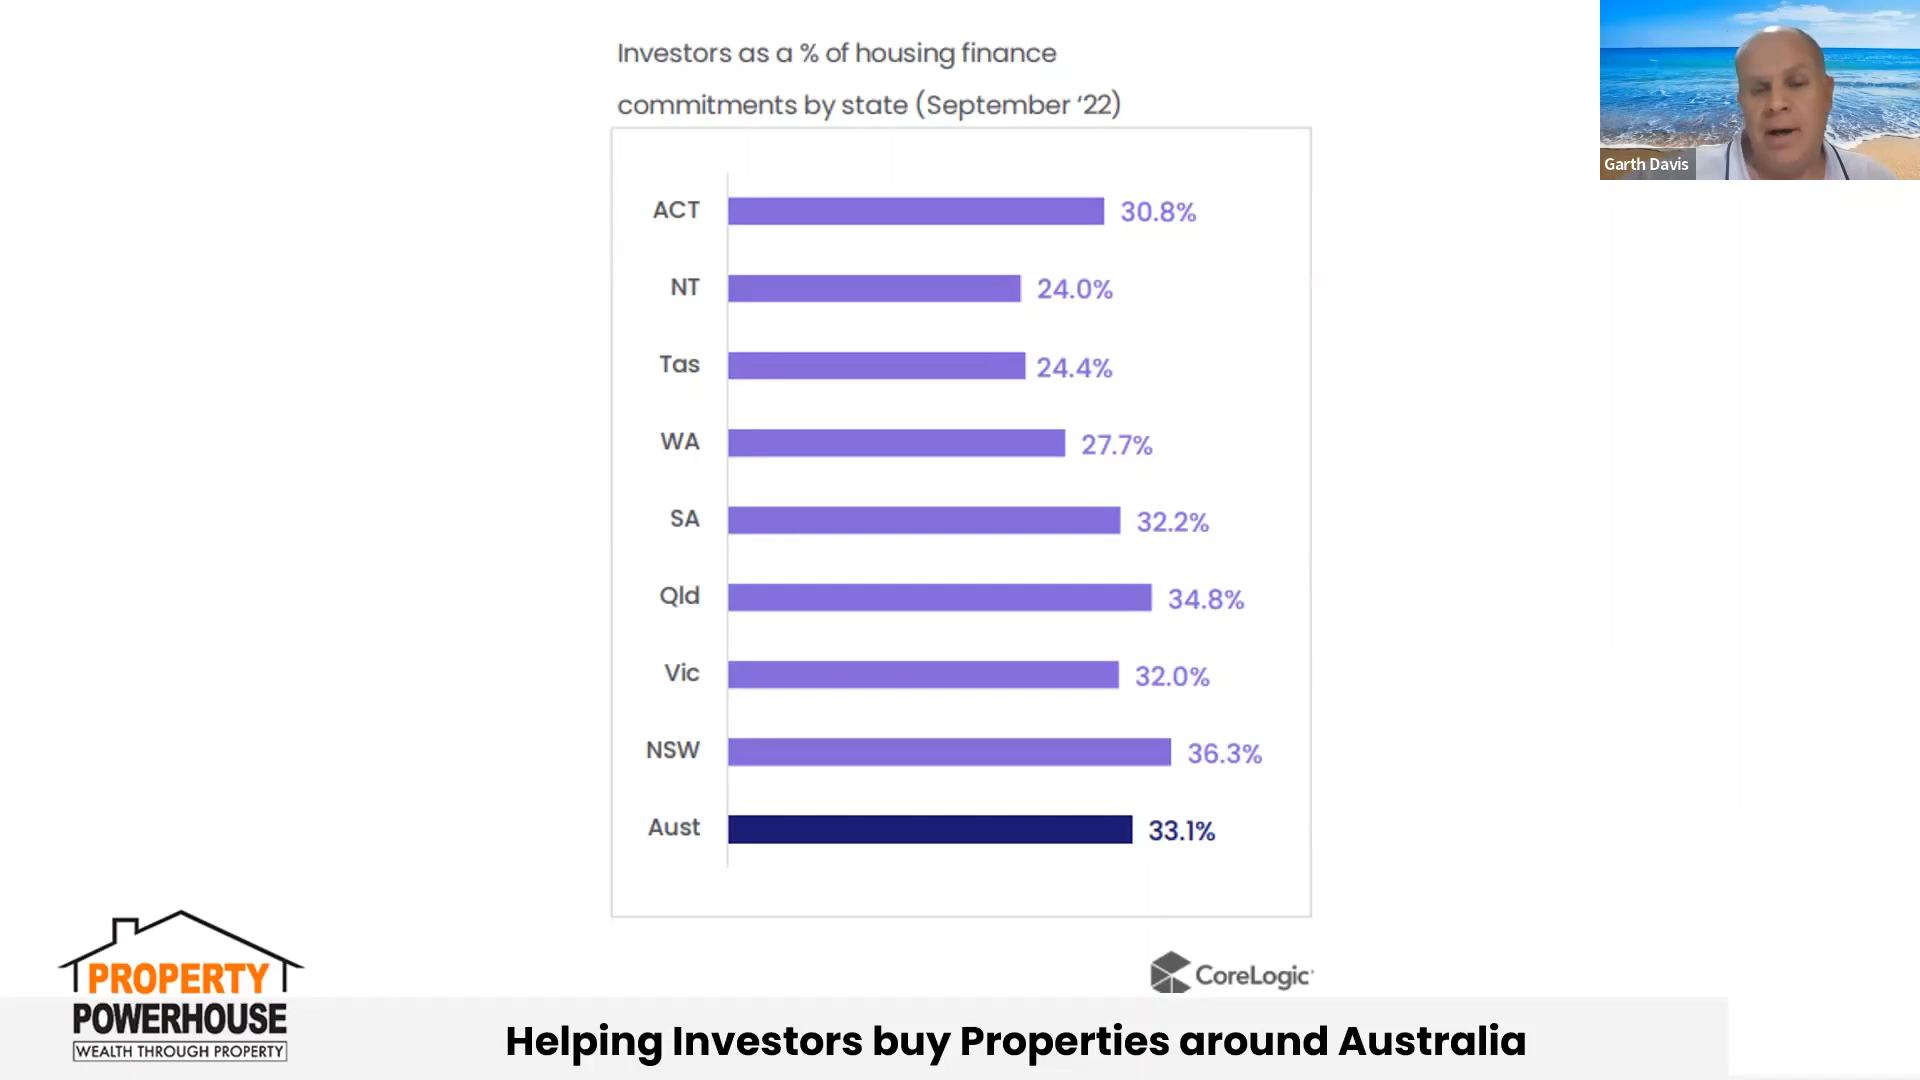 Investors as a % of housing finance
commitments by state (September ‘22)
Garth Davis
ACT 30.8%
NT 24.0%
Tas 24.4%
WA 27.7%
SA 32.2%
Qld 34.8%
Vic 32.0%
NSW 36.3%
Aust 33.1%
CoreLogic
PROPERTY
POWERHOUSE
WEALTH THROUGH PROPERTY
Helping Investors buy Properties around Australia